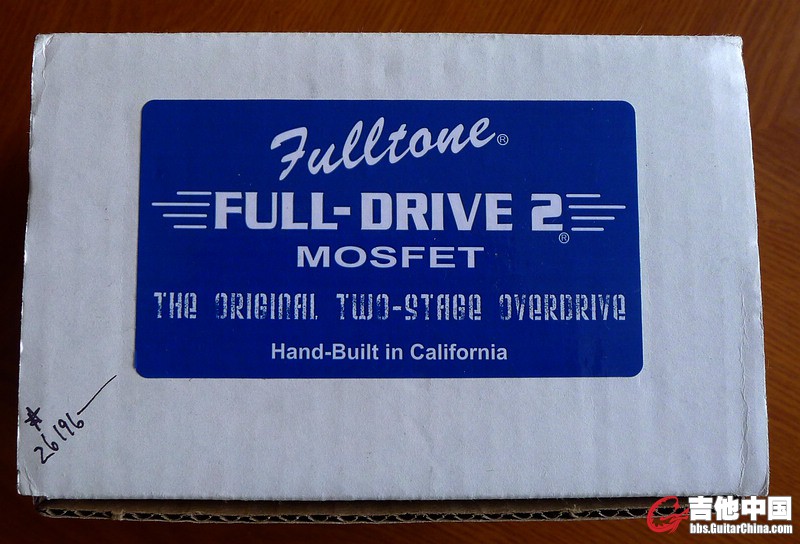 Fulltone®
FULL-DRIVE 2®
MOSFET
THE ORIGINAL TWO-STAGE OVERDRIVE
Hand-Built in California
*
26196
吉他中国
bbs.GuitarChina.com